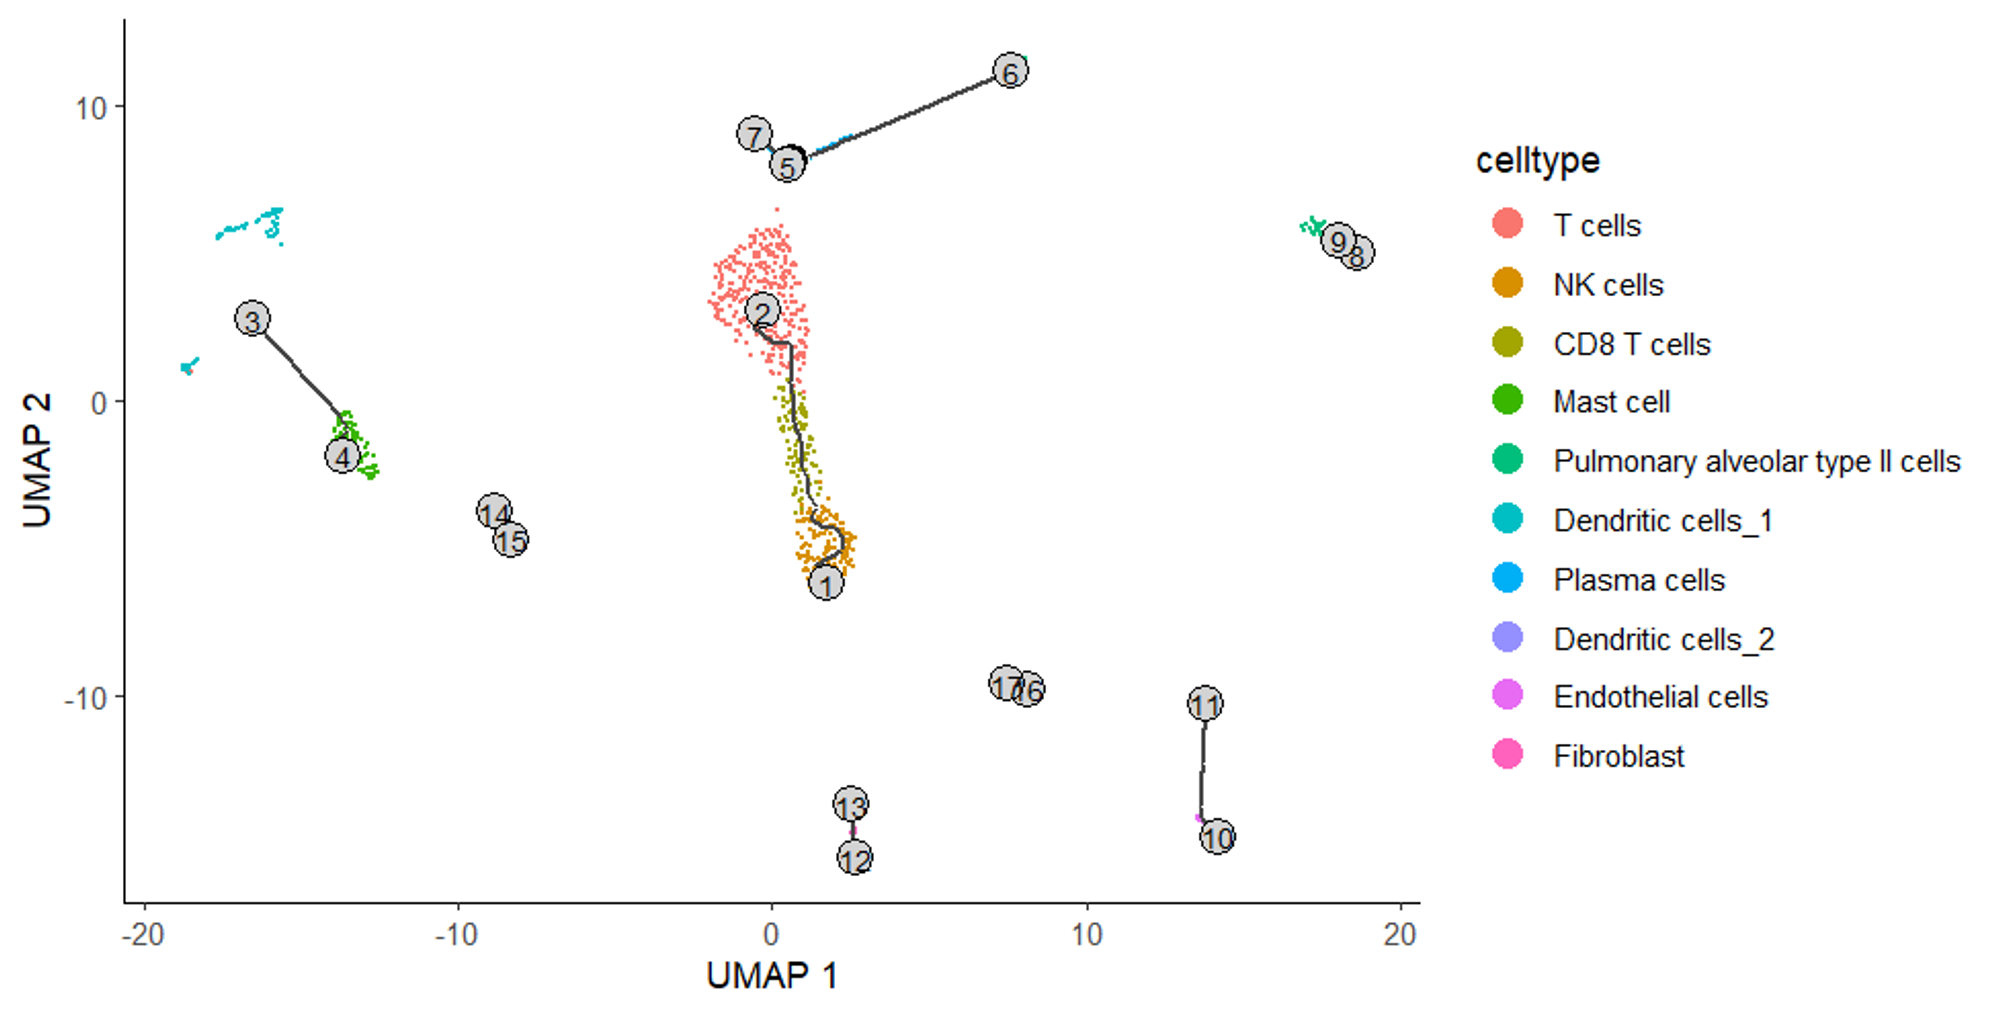 10
0
-10
UMAP 2
-20
-10
0
10
20
UMAP 1
6
7
5
9
8
2
3
4
14
15
1
17
16
11
13
10
12
celltype
T cells
NK cells
CD8 T cells
Mast cell
Pulmonary alveolar type II cells
Dendritic cells_1
Plasma cells
Dendritic cells_2
Endothelial cells
Fibroblast